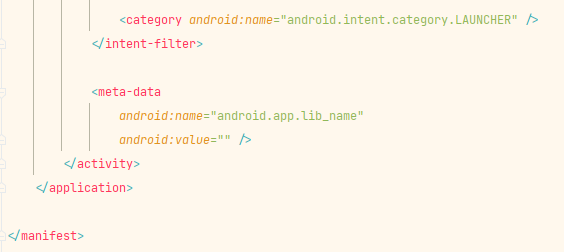 <category android:name="android.intent.category.LAUNCHER" />
</intent-filter>
<meta-data
android:name="android.app.lib_name"
android:value="" />
</activity>
</application>
</manifest>